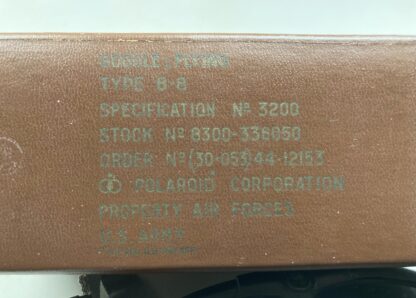 GOGGLE: FLYING
TYPE B-8
SPECIFICATION Nº 3200
STOCK Nº 8300-338050
ORDER Nº (30-053)44-12153
POLAROID CORPORATION
PROPERTY AIR FORCES
U.S. ARMY